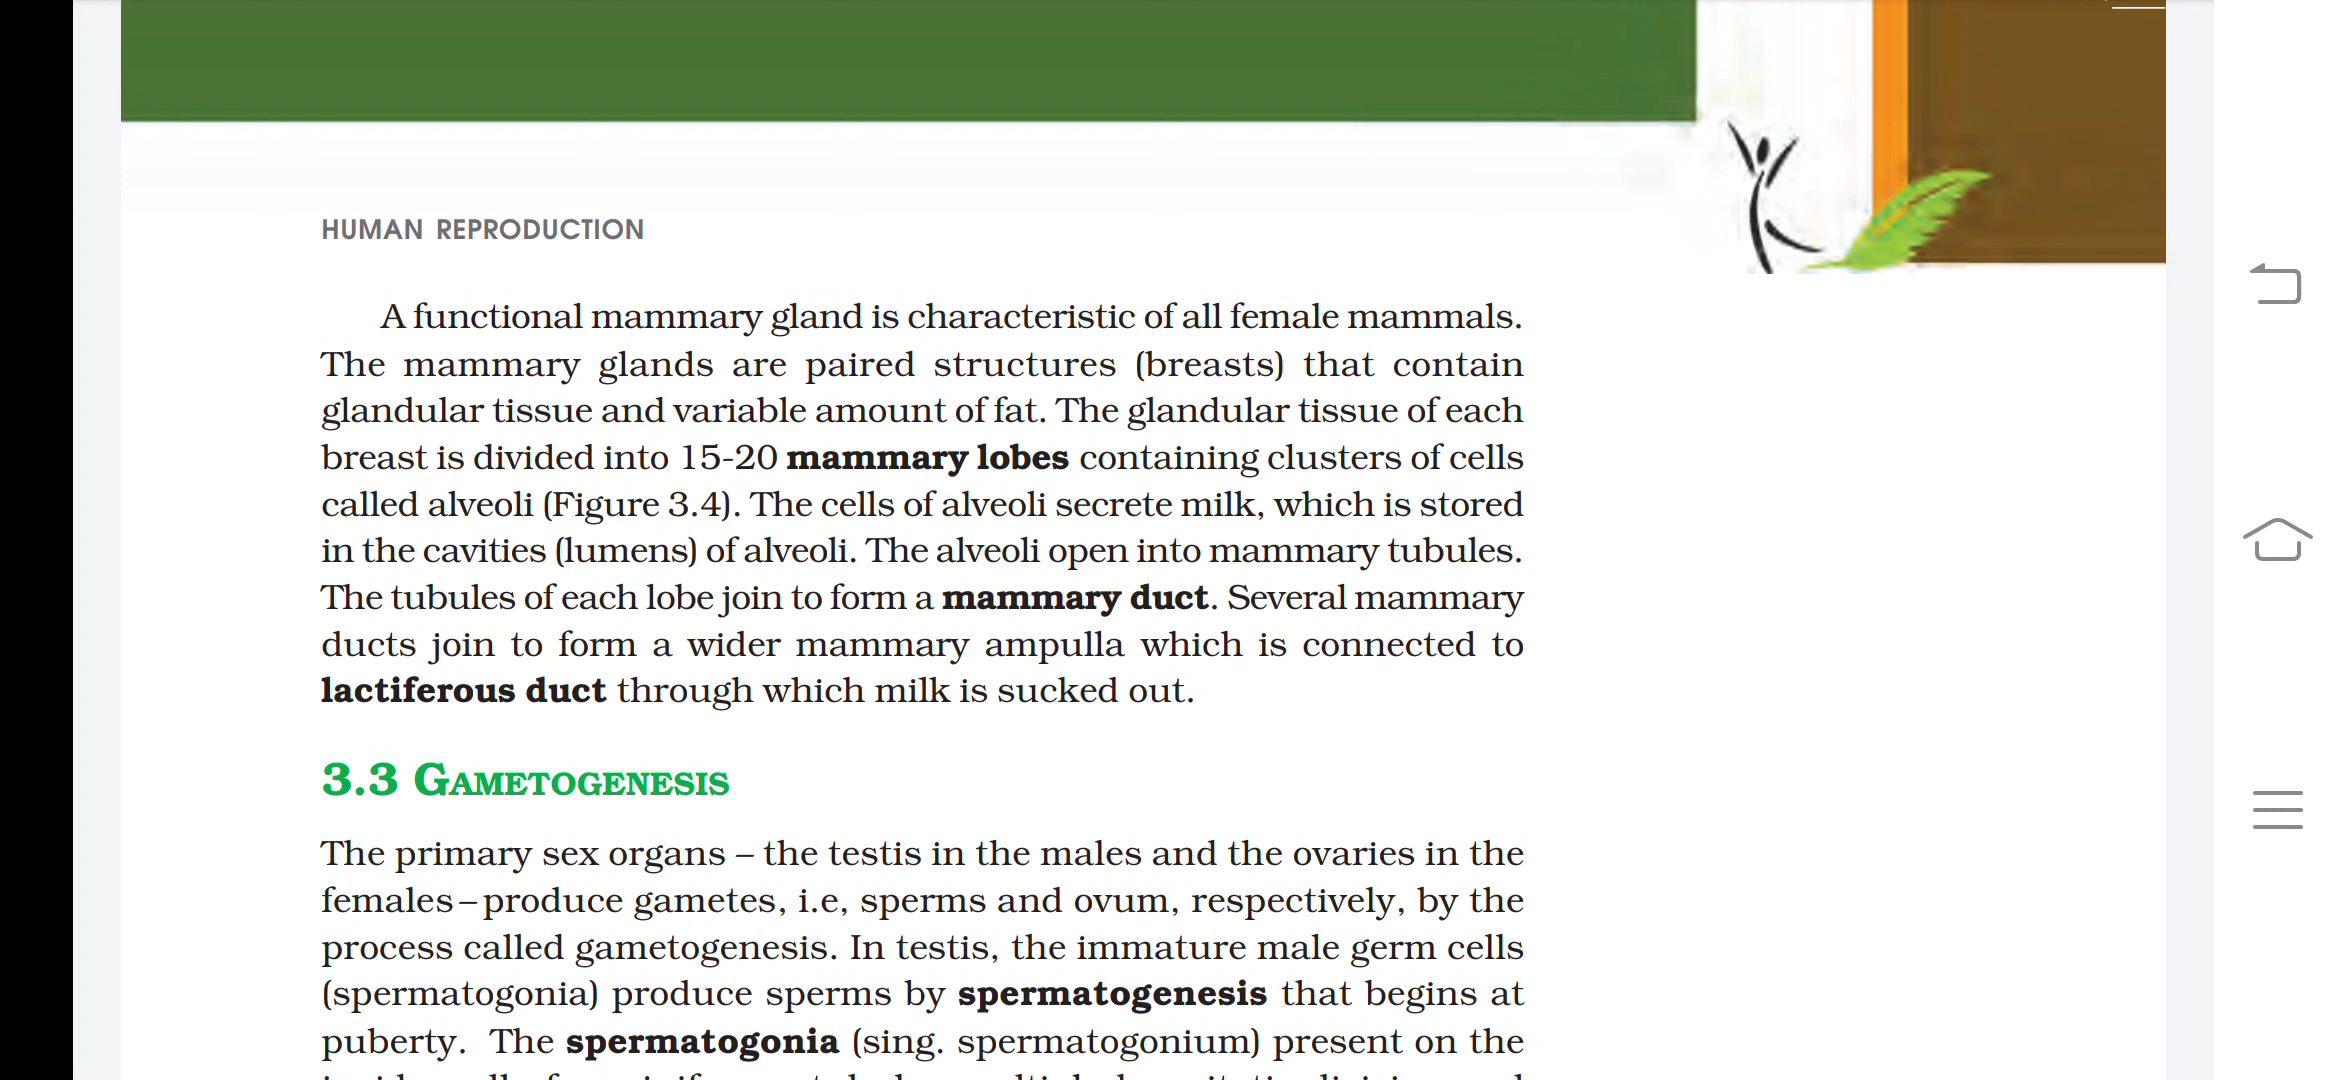 HUMAN REPRODUCTION
A functional mammary gland is characteristic of all female mammals.
The mammary glands are paired structures (breasts) that contain
glandular tissue and variable amount of fat. The glandular tissue of each
breast is divided into 15-20 mammary lobes containing clusters of cells
called alveoli (Figure 3.4). The cells of alveoli secrete milk, which is stored
in the cavities (lumens) of alveoli. The alveoli open into mammary tubules.
The tubules of each lobe join to form a mammary duct. Several mammary
ducts join to form a wider mammary ampulla which is connected to
lactiferous duct through which milk is sucked out.
3.3 GAMETOGENESIS
The primary sex organs – the testis in the males and the ovaries in the
females – produce gametes, i.e, sperms and ovum, respectively, by the
process called gametogenesis. In testis, the immature male germ cells
(spermatogonia) produce sperms by spermatogenesis that begins at
puberty. The spermatogonia (sing. spermatogonium) present on the